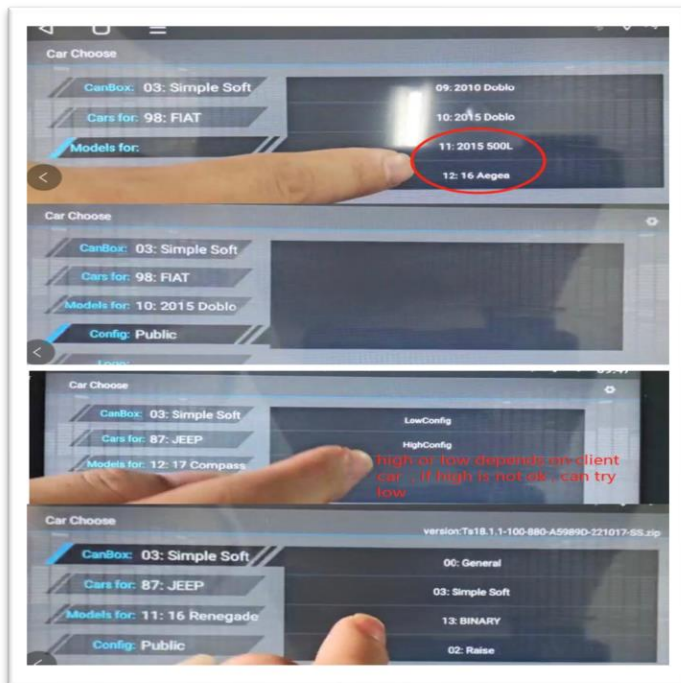 Car Choose
CanBox: 03: Simple Soft
09: 2010 Doblo
Cars for: 98: FIAT
10: 2015 Doblo
Models for:
11: 2015 500L
12: 16 Aegea
Car Choose
CanBox: 03: Simple Soft
Cars for: 98: FIAT
Models for: 10: 2015 Doblo
Config: Public
Car Choose
CanBox: 03: Simple Soft
LowConfig
Cars for: 87: JEEP
HighConfig
Models for: 12: 17 Compass
high or low depends on client
car , if high is not ok , can try
low
Car Choose
version:Ts18.1.1-100-880-A5989D-221017-SS.zip
CanBox: 03: Simple Soft
00: General
Cars for: 87: JEEP
03: Simple Soft
Models for: 11: 16 Renegade
13: BINARY
Config: Public
02: Raise